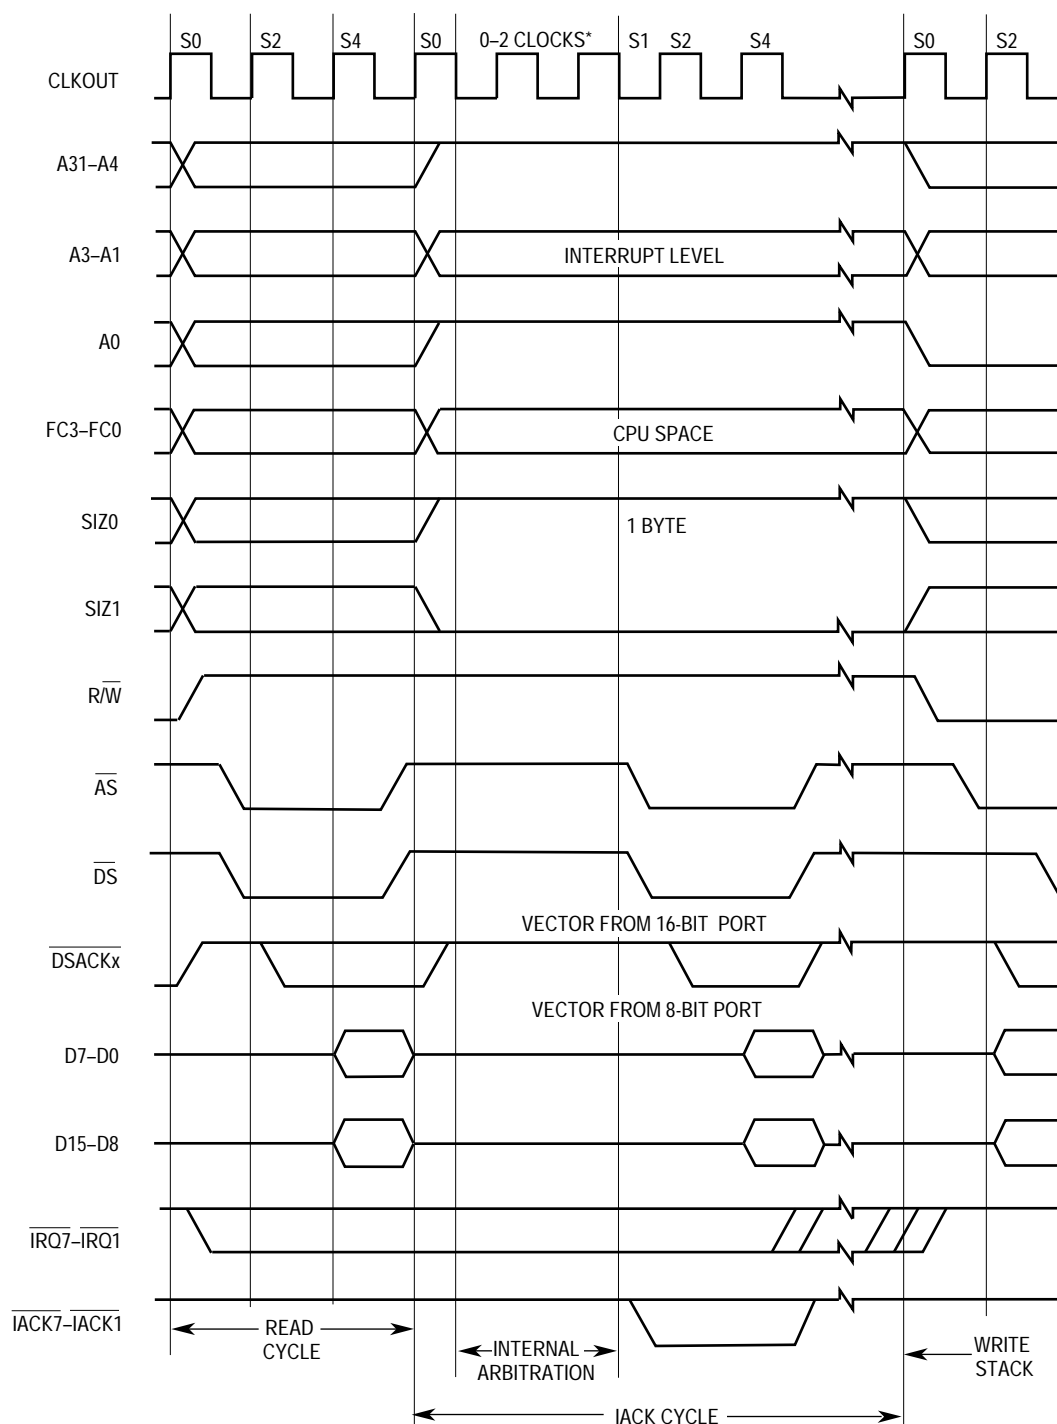 S0 S2 S4 S0 0–2 CLOCKS* S1 S2 S4 S0 S2
CLKOUT
A31–A4
A3–A1 INTERRUPT LEVEL
A0
FC3–FC0 CPU SPACE
SIZ0 1 BYTE
SIZ1
R/W
AS
DS
VECTOR FROM 16-BIT PORT
DSACKx
VECTOR FROM 8-BIT PORT
D7–D0
D15–D8
IRQ7–IRQ1
IACK7–IACK1
READ
CYCLE
INTERNAL
ARBITRATION
WRITE
STACK
IACK CYCLE